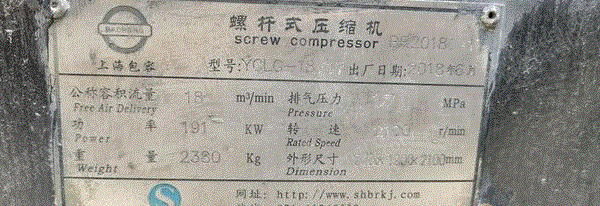 BAORONG
螺杆式压缩机
screw compressor
上海包容 型号: YCLG- 出厂日期: 2018年6月
公称容积流量 18 m³/min 排气压力 MPa
Free Air Delivery Pressure
功率 191 KW 转速 r/min
Power Rated Speed
重量 2380 Kg 外形尺寸 ×2100mm
Weight Dimension
网址: http://www.shbrkj.com